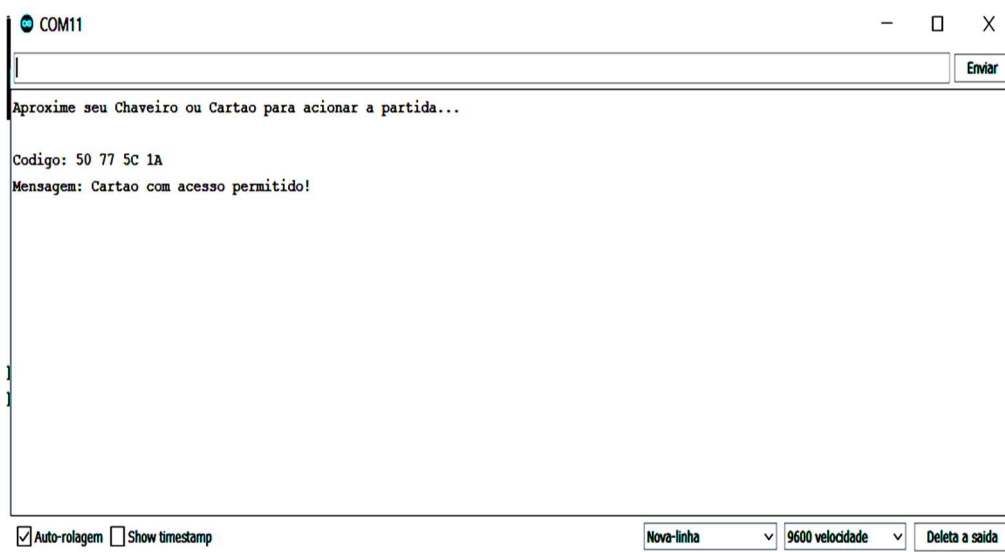 COM11
Enviar
Aproxime seu Chaveiro ou Cartao para acionar a partida...
Codigo: 50 77 5C 1A
Mensagem: Cartao com acesso permitido!
Auto-rolagem Show timestamp Nova-linha 9600 velocidade Deleta a saida